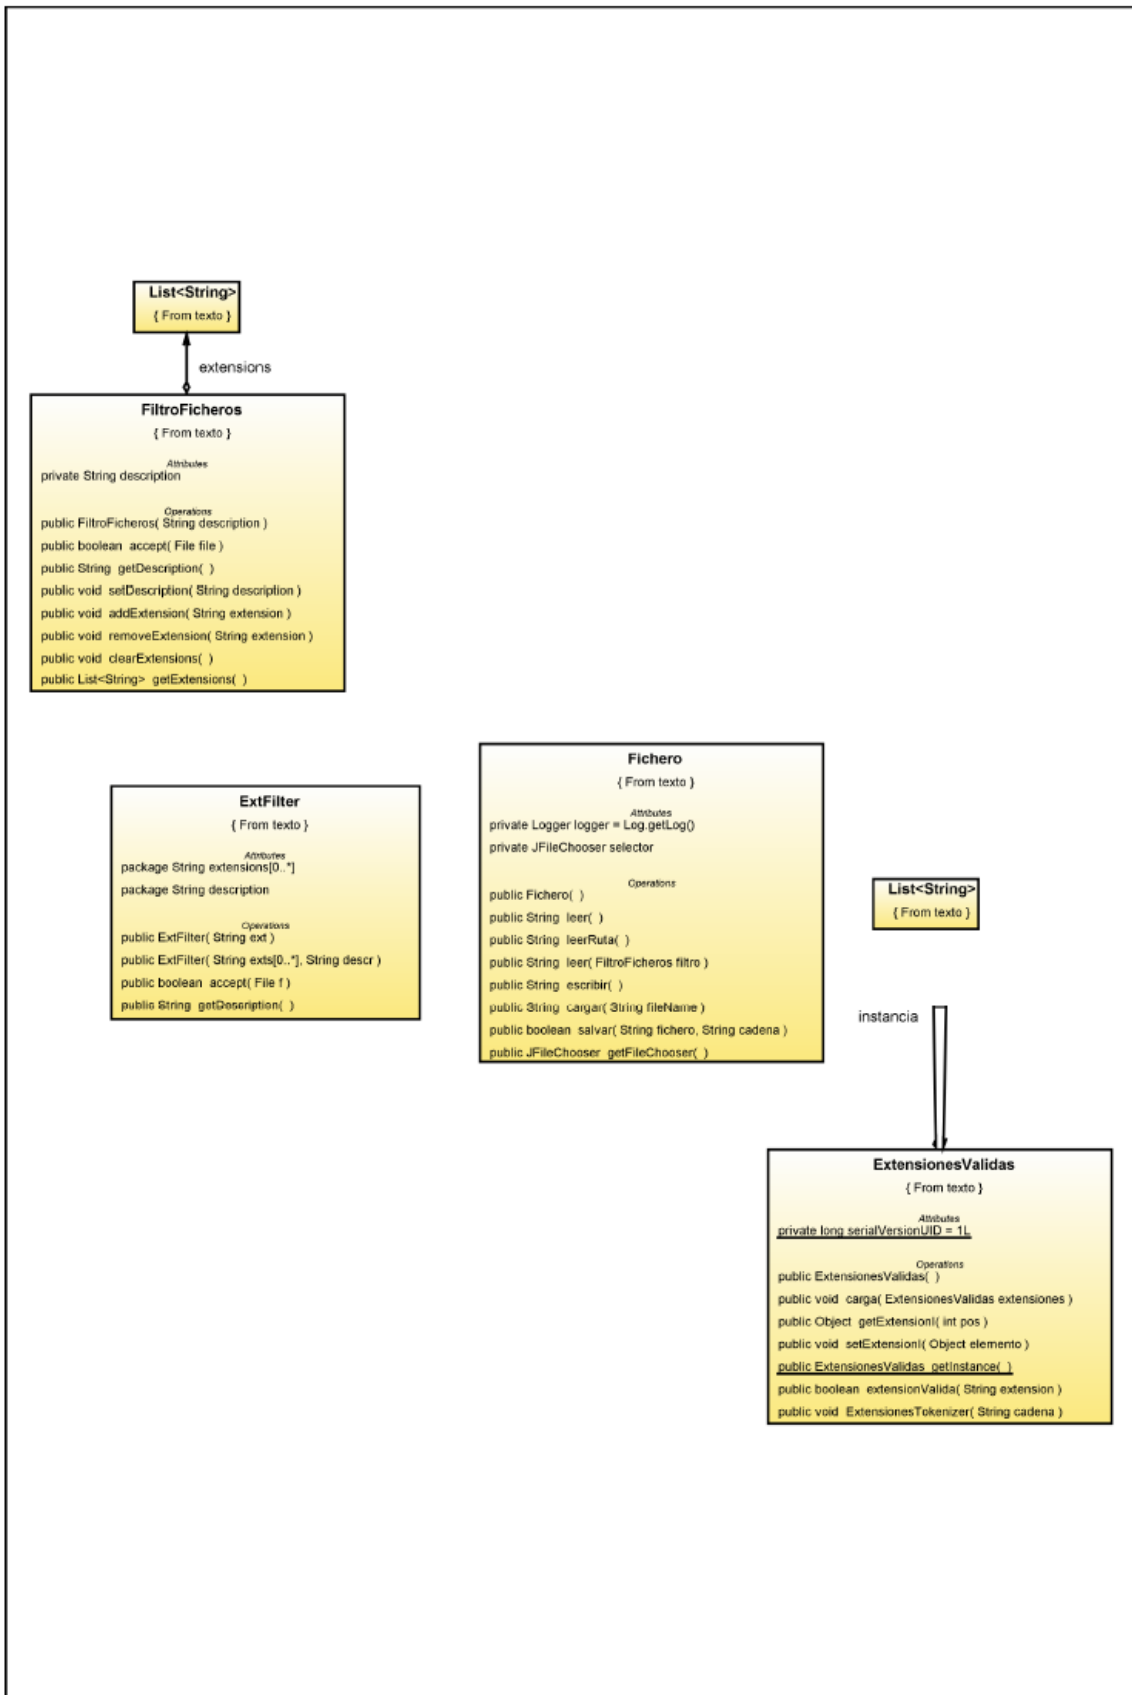 List<String>
{ From texto }
extensions
FiltroFicheros
{ From texto }
Attributes
private String description
Operations
public FiltroFicheros( String description )
public boolean accept( File file )
public String getDescription( )
public void setDescription( String description )
public void addExtension( String extension )
public void removeExtension( String extension )
public void clearExtensions( )
public List<String> getExtensions( )
ExtFilter
{ From texto }
Attributes
package String extensions[0..*]
package String description
Operations
public ExtFilter( String ext )
public ExtFilter( String exts[0..*], String descr )
public boolean accept( File f )
public String getDescription( )
Fichero
{ From texto }
Attributes
private Logger logger = Log.getLog()
private JFileChooser selector
Operations
public Fichero( )
public String leer( )
public String leerRuta( )
public String leer( FiltroFicheros filtro )
public String escribir( )
public String cargar( String fileName )
public boolean salvar( String fichero, String cadena )
public JFileChooser getFileChooser( )
List<String>
{ From texto }
instancia
ExtensionesValidas
{ From texto }
Attributes
private long serialVersionUID = 1L
Operations
public ExtensionesValidas( )
public void carga( ExtensionesValidas extensiones )
public Object getExtensionI( int pos )
public void setExtensionI( Object elemento )
public ExtensionesValidas getInstance( )
public boolean extensionValida( String extension )
public void ExtensionesTokenizer( String cadena )